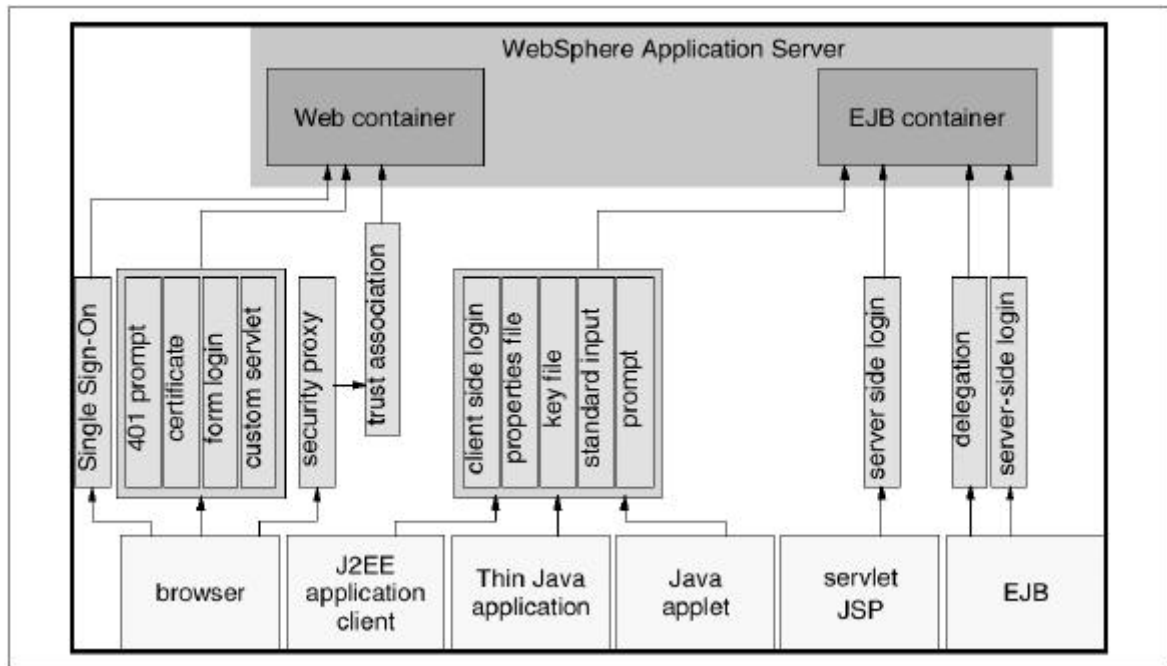 WebSphere Application Server
Web container
EJB container
Single Sign-On
401 prompt
certificate
form login
custom servlet
security proxy
trust association
client side login
properties file
key file
standard input
prompt
server side login
delegation
server-side login
browser
J2EE
application
client
Thin Java
application
Java
applet
servlet
JSP
EJB